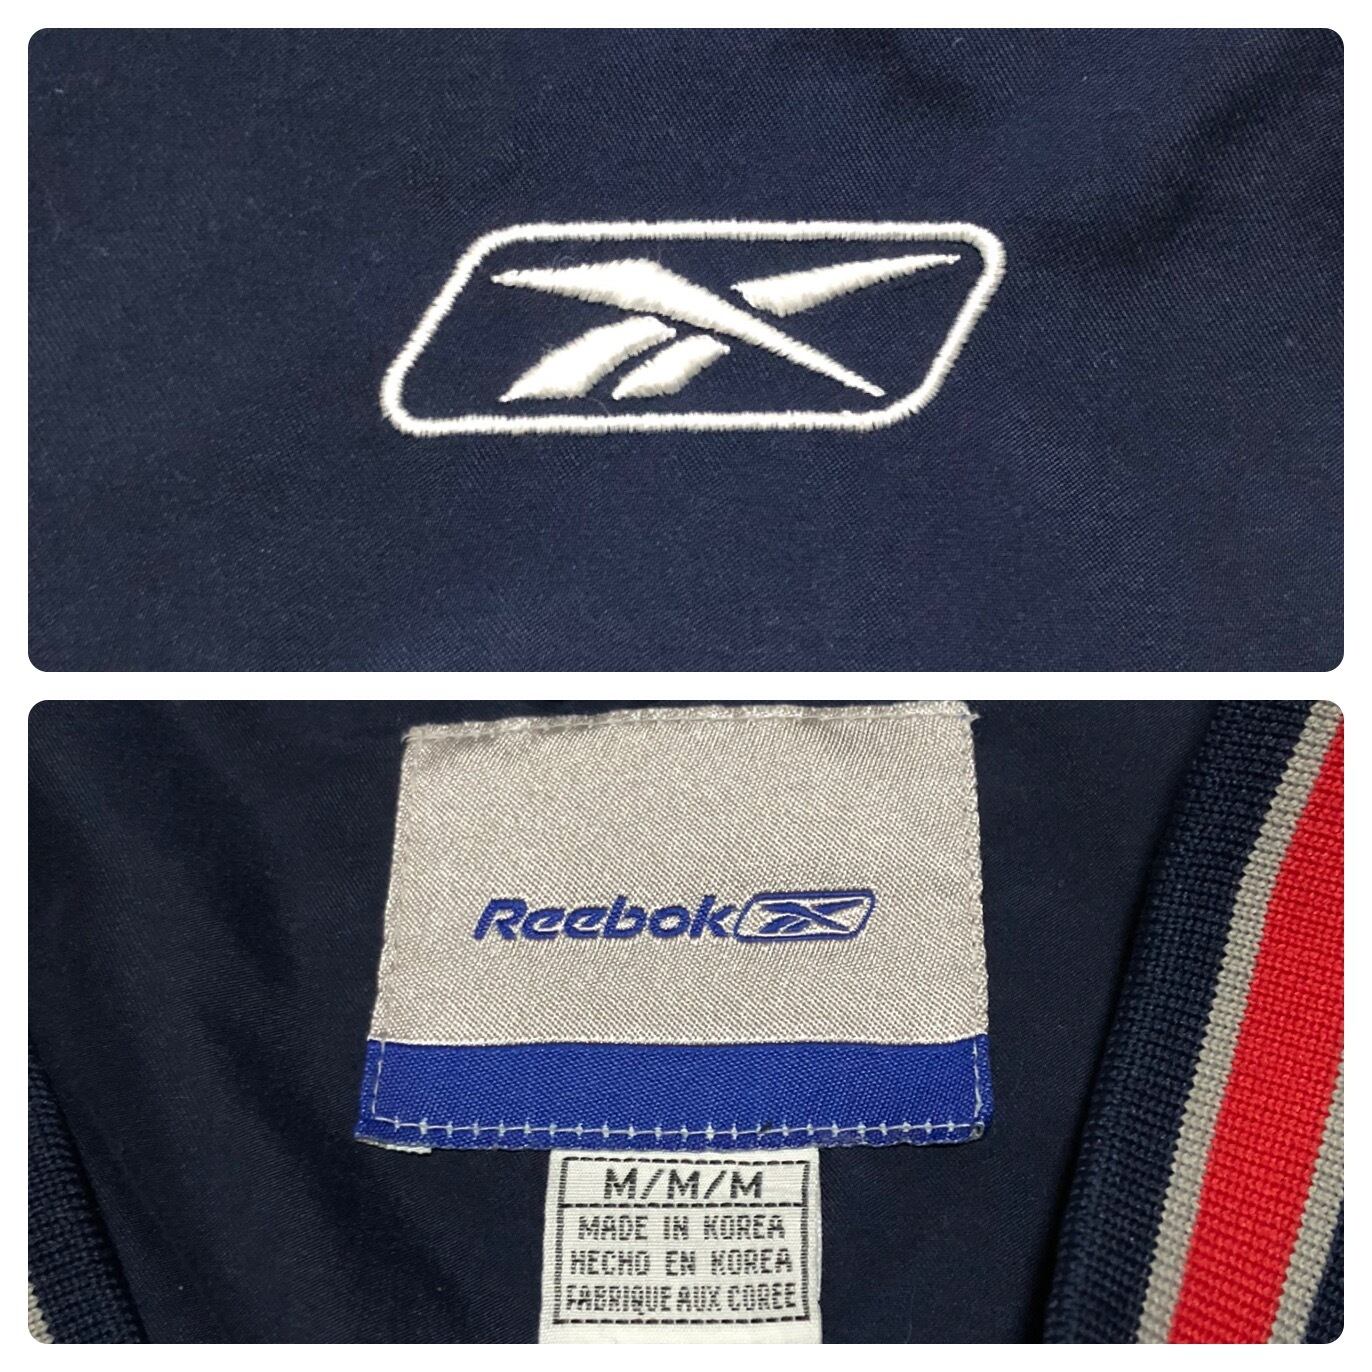 Reebok
M/M/M
MADE IN KOREA
HECHO EN KOREA
FABRIQUE AUX COREE